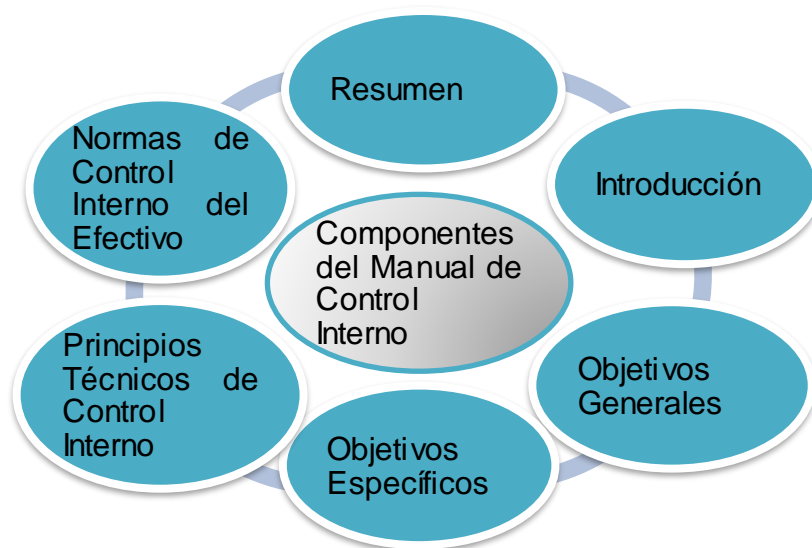 Resumen
Introducción
Objetivos
Generales
Objetivos
Específicos
Principios
Técnicos de
Control
Interno
Normas de
Control
Interno del
Efectivo
Componentes
del Manual de
Control
Interno